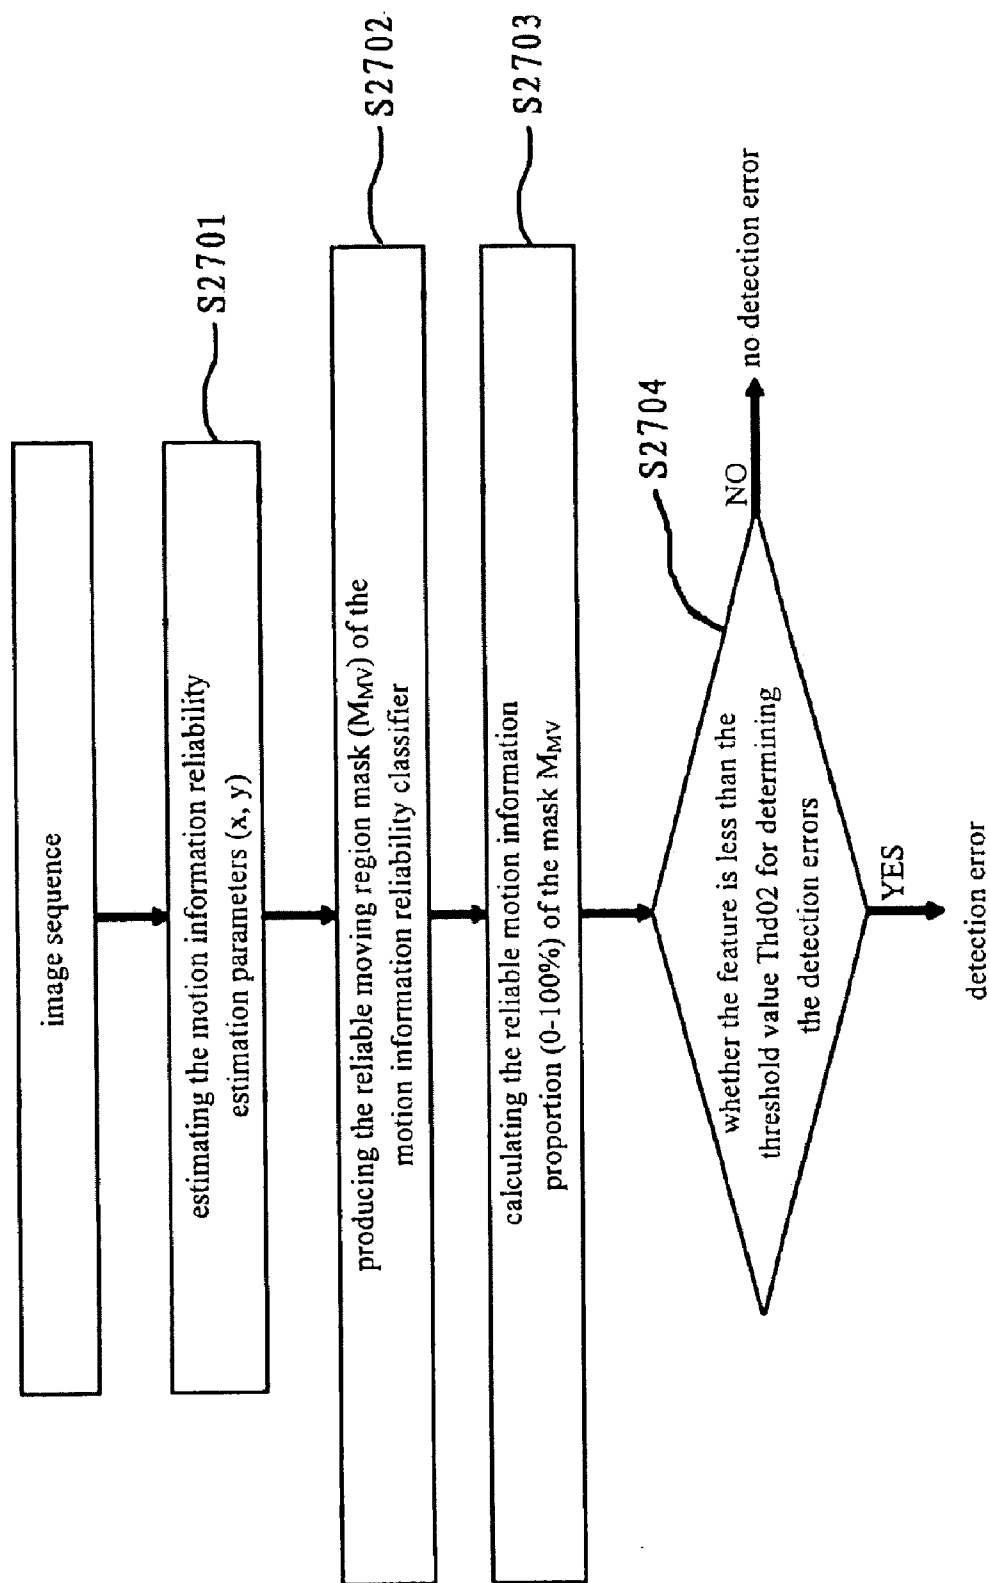 image sequence
S2701
estimating the motion information reliability
estimation parameters (x, y)
S2702
producing the reliable moving region mask (MMV) of the
motion information reliability classifier
S2703
calculating the reliable motion information
proportion (0-100%) of the mask MMV
S2704
whether the feature is less than the
threshold value Thd02 for determining
the detection errors
NO
no detection error
YES
detection error